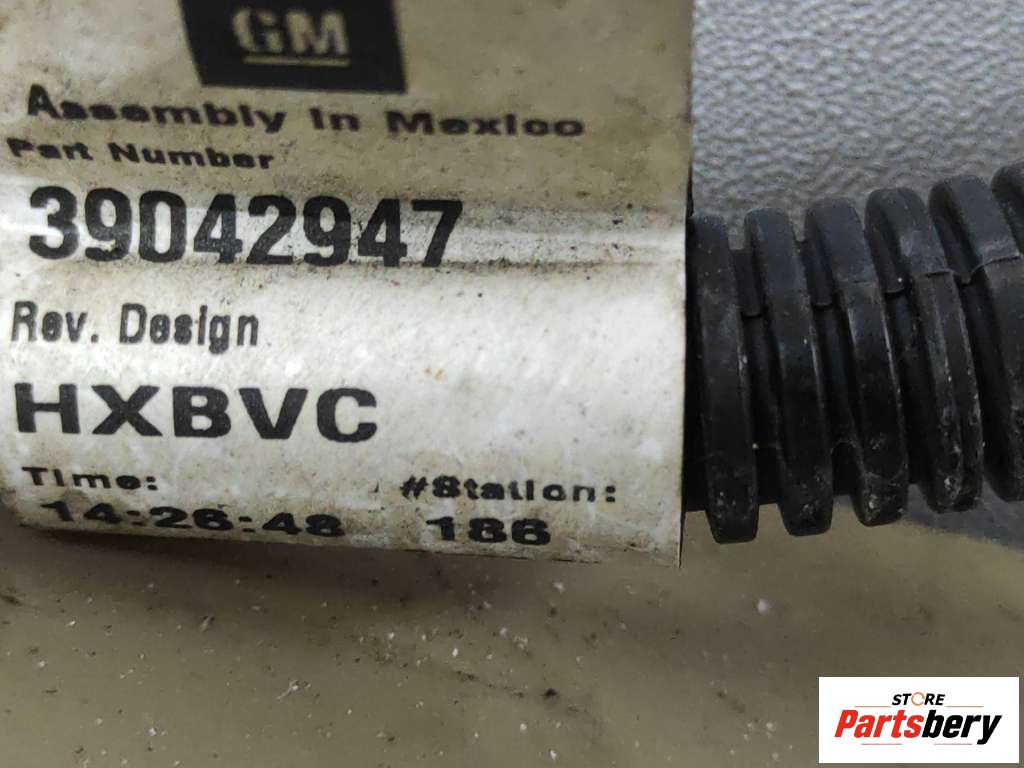 GM
Assembly In Mexico
Part Number
39042947
Rev. Design
HXBVC
Time: #Station:
14:26:48 186
STORE
Partsbery